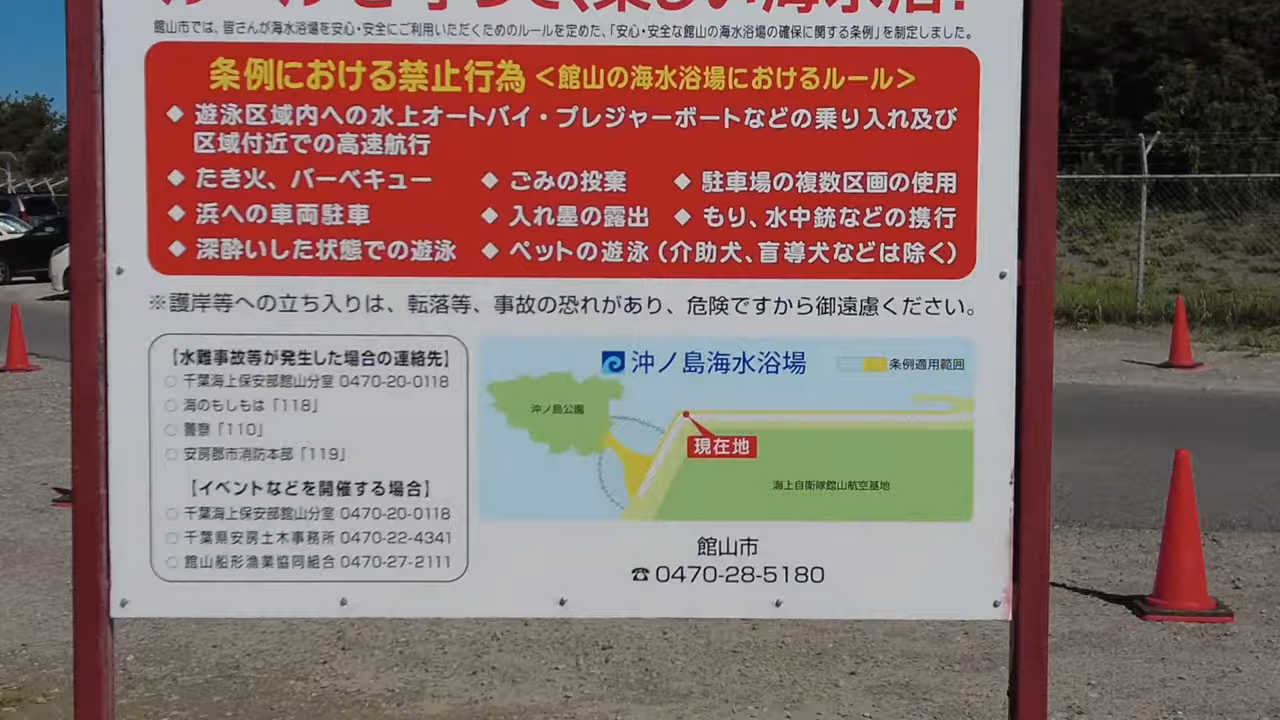 ルールを守って、楽しい海水浴!
館山市では、皆さんが海水浴場を安心・安全にご利用いただくためのルールを定めた、「安心・安全な館山の海水浴場の確保に関する条例」を制定しました。
条例における禁止行為<館山の海水浴場におけるルール>
◆ 遊泳区域内への水上オートバイ・プレジャーボートなどの乗り入れ及び
区域付近での高速航行
◆ たき火、バーベキュー ◆ ごみの投棄 ◆ 駐車場の複数区画の使用
◆ 浜への車両駐車 ◆ 入れ墨の露出 ◆ もり、水中銃などの携行
◆ 深酔いした状態での遊泳 ◆ ペットの遊泳(介助犬、盲導犬などは除く)
※護岸等への立ち入りは、転落等、事故の恐れがあり、危険ですから御遠慮ください。
【水難事故等が発生した場合の連絡先】
○ 千葉海上保安部館山分室 0470-20-0118
○ 海のもしもは「118」
○ 警察「110」
○ 安房郡市消防本部「119」
【イベントなどを開催する場合】
○ 千葉海上保安部館山分室 0470-20-0118
○ 千葉県安房土木事務所 0470-22-4341
○ 館山船形漁業協同組合 0470-27-2111
沖ノ島海水浴場
条例適用範囲
沖ノ島公園
現在地
海上自衛隊館山航空基地
館山市
☎ 0470-28-5180